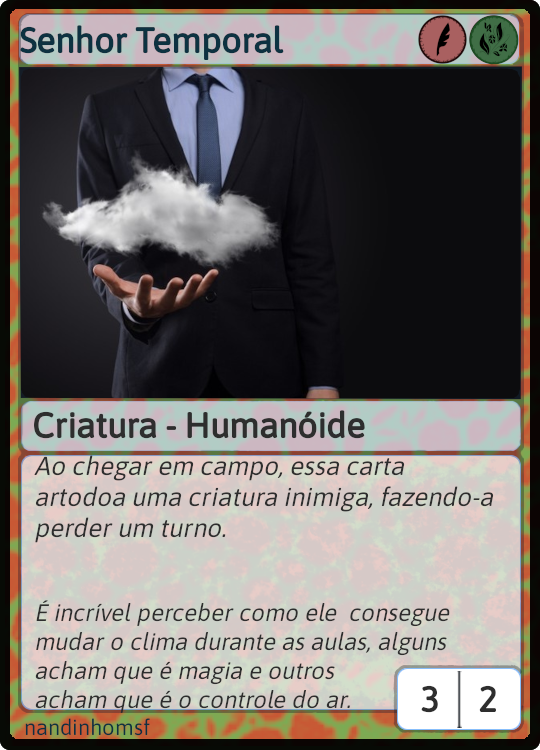 Senhor Temporal
Criatura - Humanóide
Ao chegar em campo, essa carta
artodoa uma criatura inimiga, fazendo-a
perder um turno.
É incrível perceber como ele consegue
mudar o clima durante as aulas, alguns
acham que é magia e outros
acham que é o controle do ar.
3 2
nandinhomsf